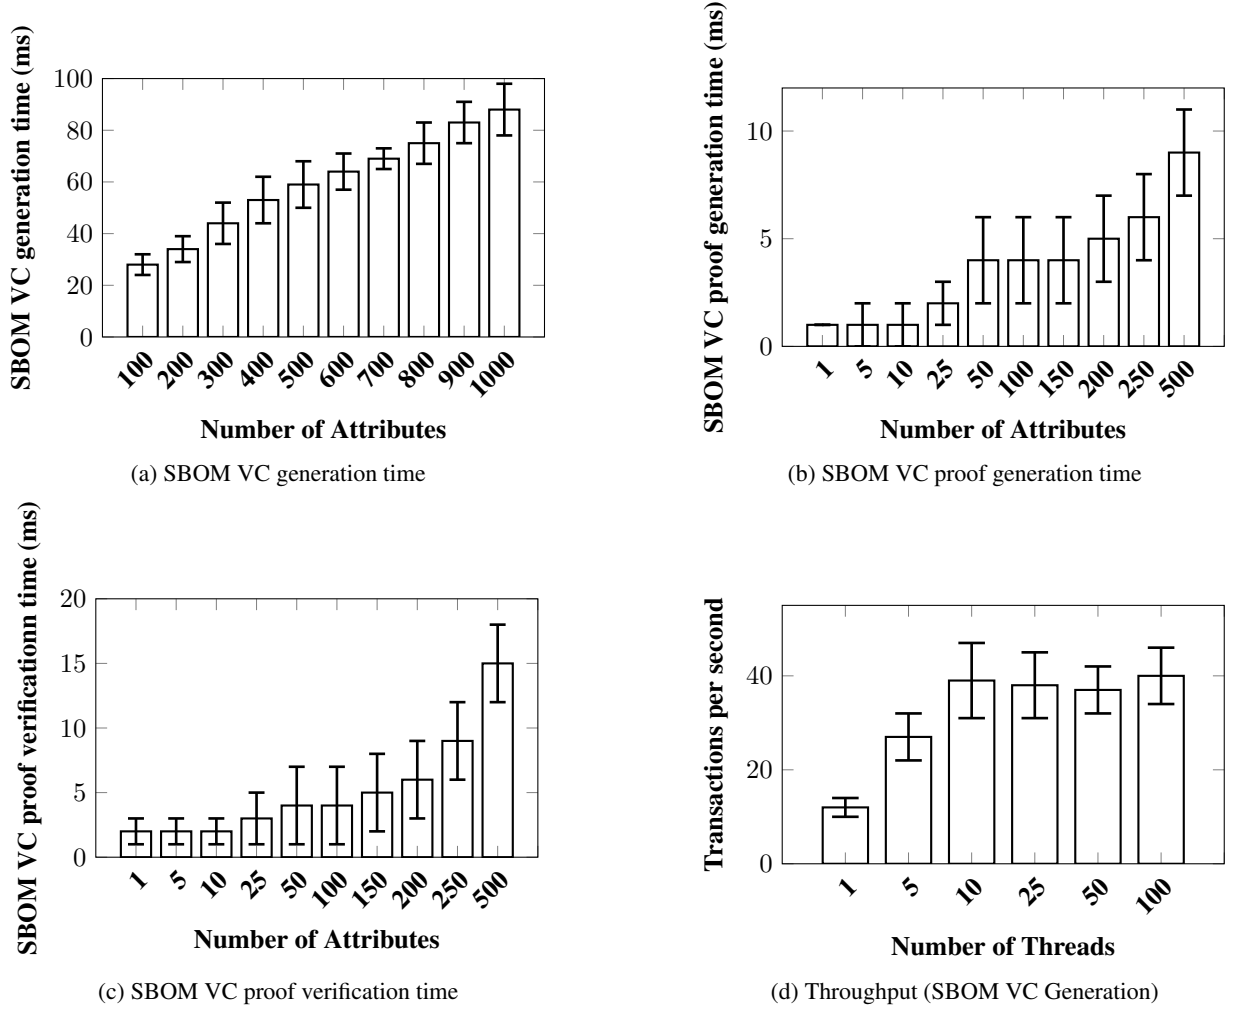 SBOM VC generation time (ms)
100
80
60
40
20
0
100 200 300 400 500 600 700 800 900 1000
Number of Attributes
(a) SBOM VC generation time
SBOM VC proof generation time (ms)
10
5
0
1 5 10 25 50 100 150 200 250 500
Number of Attributes
(b) SBOM VC proof generation time
SBOM VC proof verificationn time (ms)
20
15
10
5
0
1 5 10 25 50 100 150 200 250 500
Number of Attributes
(c) SBOM VC proof verification time
Transactions per second
40
20
0
1 5 10 25 50 100
Number of Threads
(d) Throughput (SBOM VC Generation)